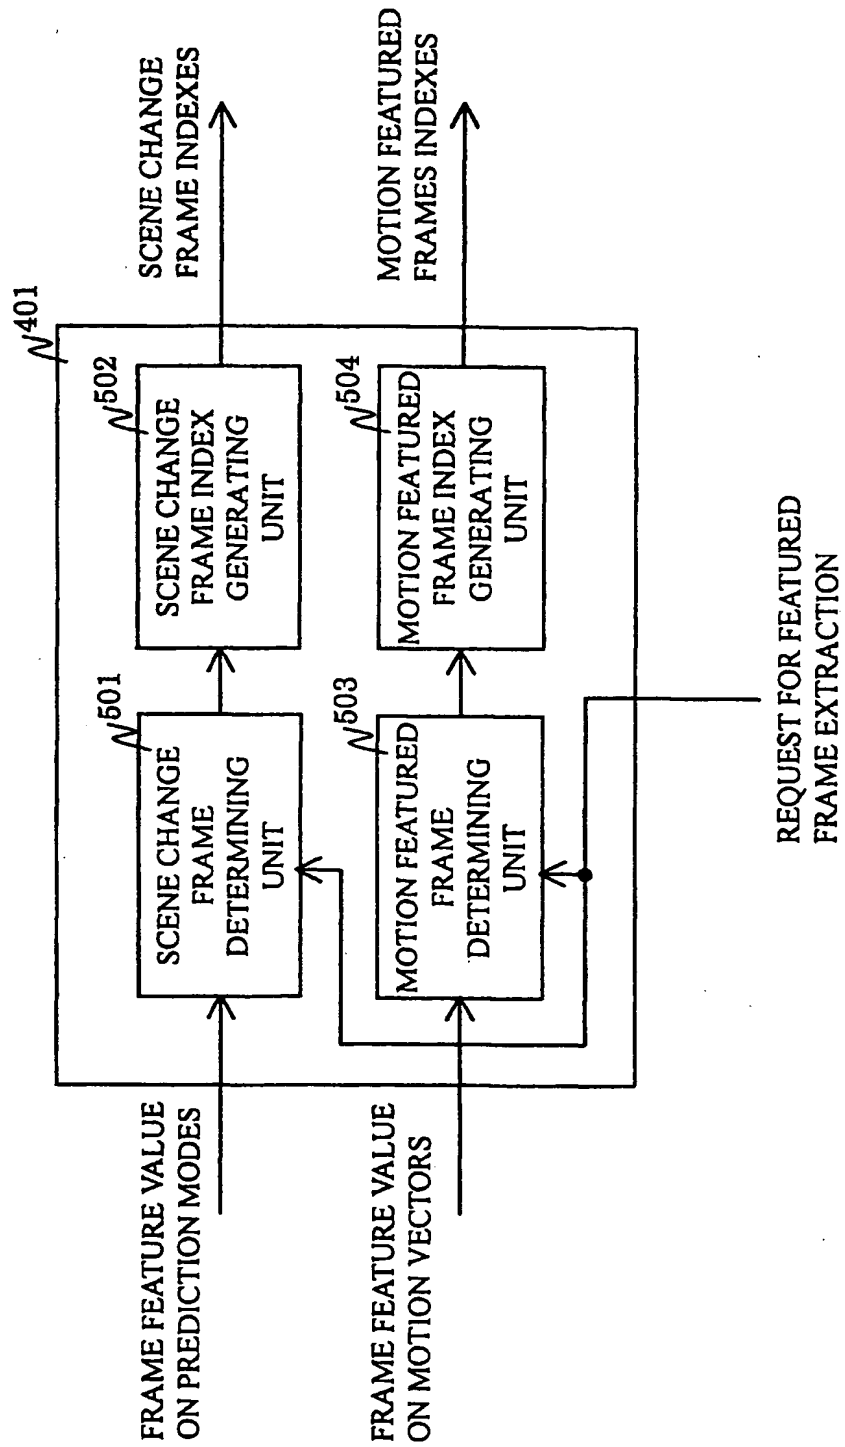 401
FRAME FEATURE VALUE
ON PREDICTION MODES
501
SCENE CHANGE
FRAME
DETERMINING
UNIT
502
SCENE CHANGE
FRAME INDEX
GENERATING
UNIT
SCENE CHANGE
FRAME INDEXES
FRAME FEATURE VALUE
ON MOTION VECTORS
503
MOTION FEATURED
FRAME
DETERMINING
UNIT
504
MOTION FEATURED
FRAME INDEX
GENERATING
UNIT
MOTION FEATURED
FRAMES INDEXES
REQUEST FOR FEATURED
FRAME EXTRACTION